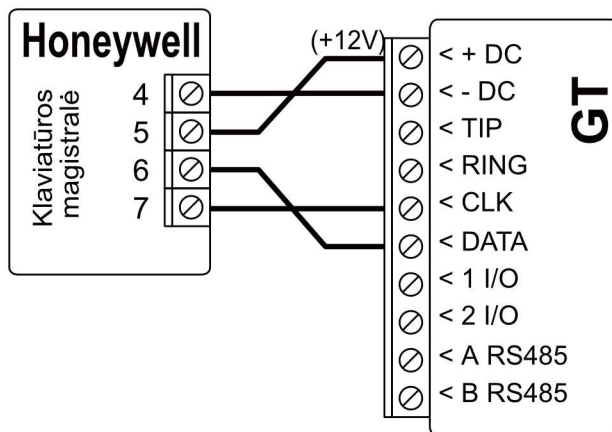 Honeywell
Klaviatūros
magistralė
4
5
6
7
(+12V)
< + DC
< - DC
< TIP
< RING
< CLK
< DATA
< 1 I/O
< 2 I/O
< A RS485
< B RS485
GT